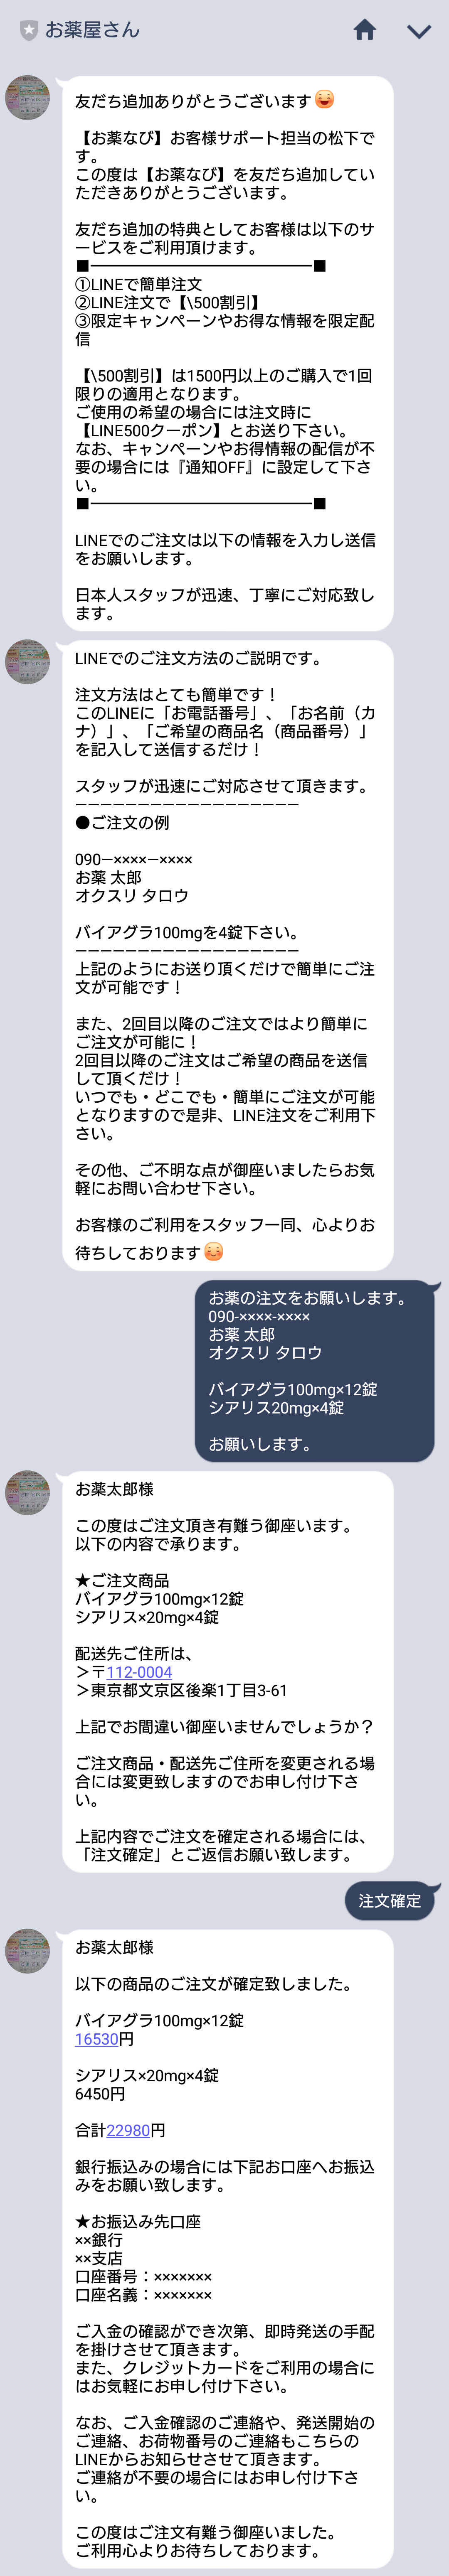 お薬屋さん
友だち追加ありがとうございます
【お薬なび】お客様サポート担当の松下で
す。
この度は【お薬なび】を友だち追加してい
ただきありがとうございます。
友だち追加の特典としてお客様は以下のサ
ービスをご利用頂けます。
■━━━━━━━━━━━━━■
①LINEで簡単注文
②LINE注文で【\500割引】
③限定キャンペーンやお得な情報を限定配
信
【\500割引】は1500円以上のご購入で1回
限りの適用となります。
ご使用の希望の場合には注文時に
【LINE500クーポン】とお送り下さい。
なお、キャンペーンやお得情報の配信が不
要の場合には『通知OFF』に設定して下さ
い。
■━━━━━━━━━━━━━■
LINEでのご注文は以下の情報を入力し送信
をお願いします。
日本人スタッフが迅速、丁寧にご対応致し
ます。
LINEでのご注文方法のご説明です。
注文方法はとても簡単です！
このLINEに「お電話番号」、「お名前（カ
ナ）」、「ご希望の商品名（商品番号）」
を記入して送信するだけ！
スタッフが迅速にご対応させて頂きます。
−−−−−−−−−−−−−−−−−−
●ご注文の例
090−××××−××××
お薬 太郎
オクスリ タロウ
バイアグラ100mgを4錠下さい。
−−−−−−−−−−−−−−−−−−
上記のようにお送り頂くだけで簡単にご注
文が可能です！
また、2回目以降のご注文ではより簡単に
ご注文が可能に！
2回目以降のご注文はご希望の商品を送信
して頂くだけ！
いつでも・どこでも・簡単にご注文が可能
となりますので是非、LINE注文をご利用下
さい。
その他、ご不明な点が御座いましたらお気
軽にお問い合わせ下さい。
お客様のご利用をスタッフ一同、心よりお
待ちしております
お薬の注文をお願いします。
090-××××-××××
お薬 太郎
オクスリ タロウ
バイアグラ100mg×12錠
シアリス20mg×4錠
お願いします。
お薬太郎様
この度はご注文頂き有難う御座います。
以下の内容で承ります。
★ご注文商品
バイアグラ100mg×12錠
シアリス×20mg×4錠
配送先ご住所は、
＞〒112-0004
＞東京都文京区後楽1丁目3-61
上記でお間違い御座いませんでしょうか？
ご注文商品・配送先ご住所を変更される場
合には変更致しますのでお申し付け下さ
い。
上記内容でご注文を確定される場合には、
「注文確定」とご返信お願い致します。
注文確定
お薬太郎様
以下の商品のご注文が確定致しました。
バイアグラ100mg×12錠
16530円
シアリス×20mg×4錠
6450円
合計22980円
銀行振込みの場合には下記お口座へお振込
みをお願い致します。
★お振込み先口座
××銀行
××支店
口座番号：×××××××
口座名義：×××××××
ご入金の確認ができ次第、即時発送の手配
を掛けさせて頂きます。
また、クレジットカードをご利用の場合に
はお気軽にお申し付け下さい。
なお、ご入金確認のご連絡や、発送開始の
ご連絡、お荷物番号のご連絡もこちらの
LINEからお知らせさせて頂きます。
ご連絡が不要の場合にはお申し付け下さ
い。
この度はご注文有難う御座いました。
ご利用心よりお待ちしております。